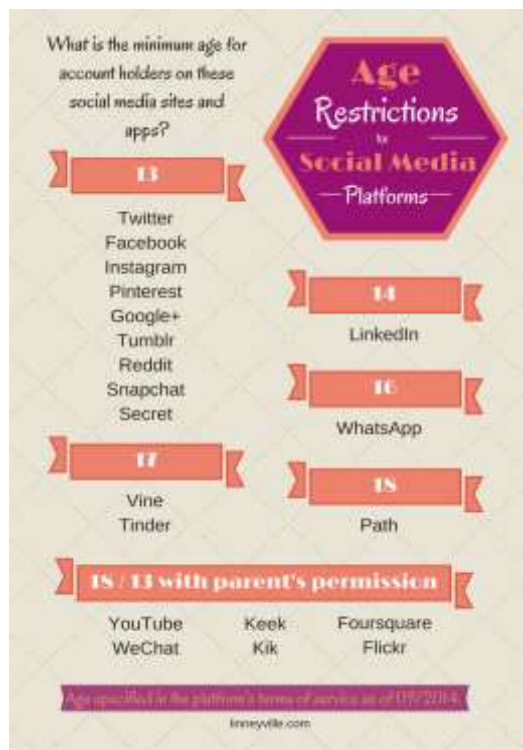 What is the minimum age for
account holders on these
social media sites and
apps?
Age
Restrictions
for
Social Media
Platforms
13
Twitter
Facebook
Instagram
Pinterest
Google+
Tumblr
Reddit
Snapchat
Secret
14
LinkedIn
16
WhatsApp
17
Vine
Tinder
18
Path
18 / 13 with parent's permission
YouTube
Keek
Foursquare
WeChat
Kik
Flickr
Age specified in the platform's terms of service as of 09/2014
linneyville.com